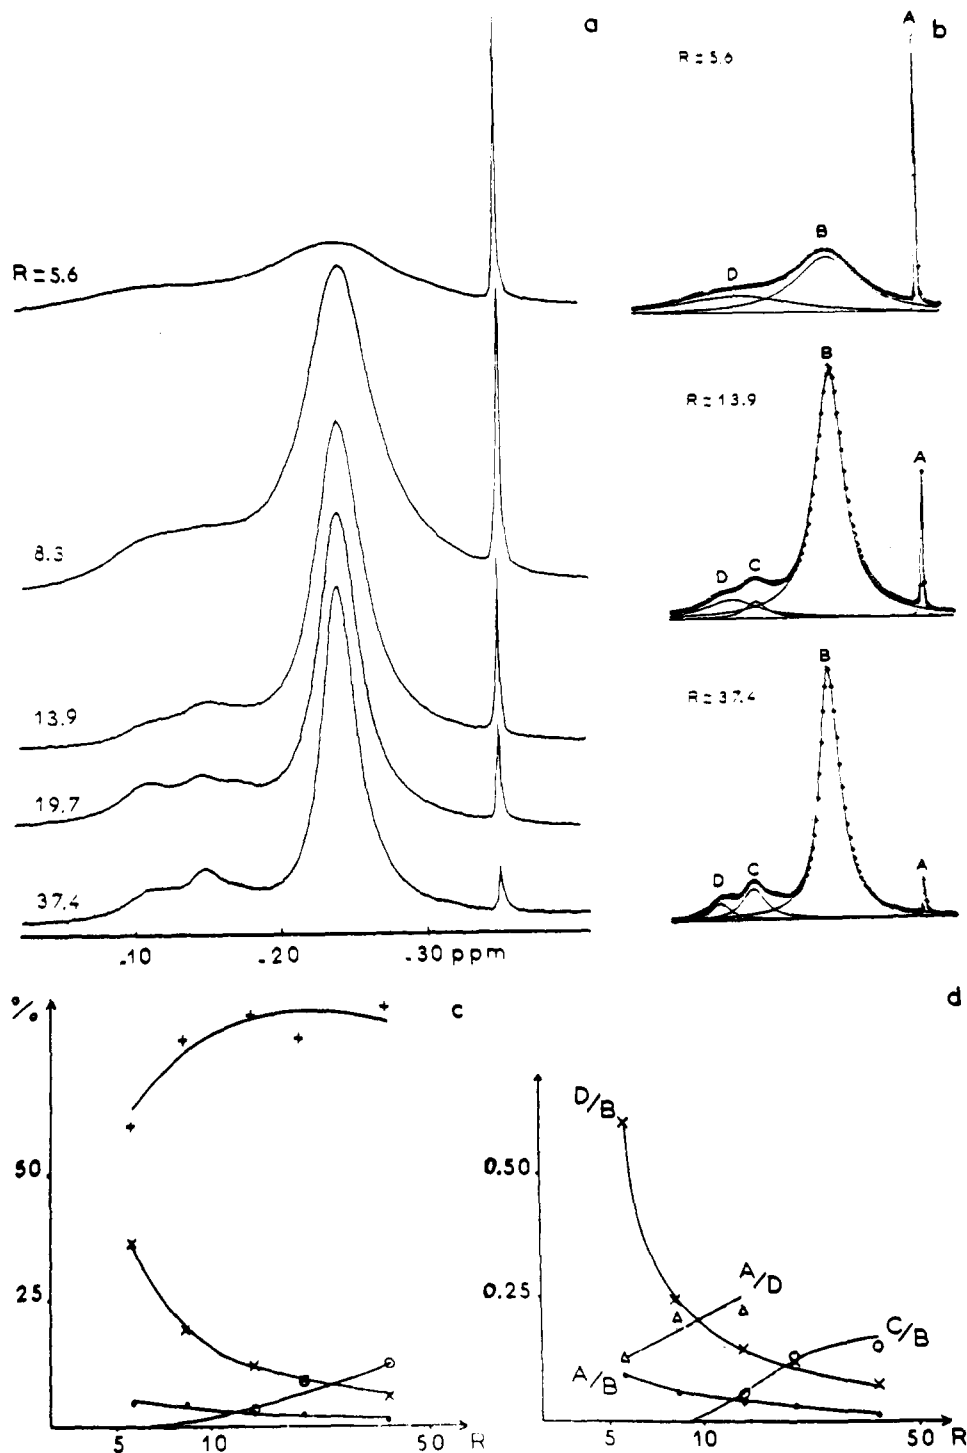 a
R = 5.6
8.3
13.9
19.7
37.4
.10 .20 .30 ppm
b
R = 5.6
A
B
D
R = 13.9
B
A
D C
R = 37.4
B
A
D C
% c
50
25
5 10 50 R
d
D/B
0.50
A/D
0.25
C/B
A/B
5 10 50 R